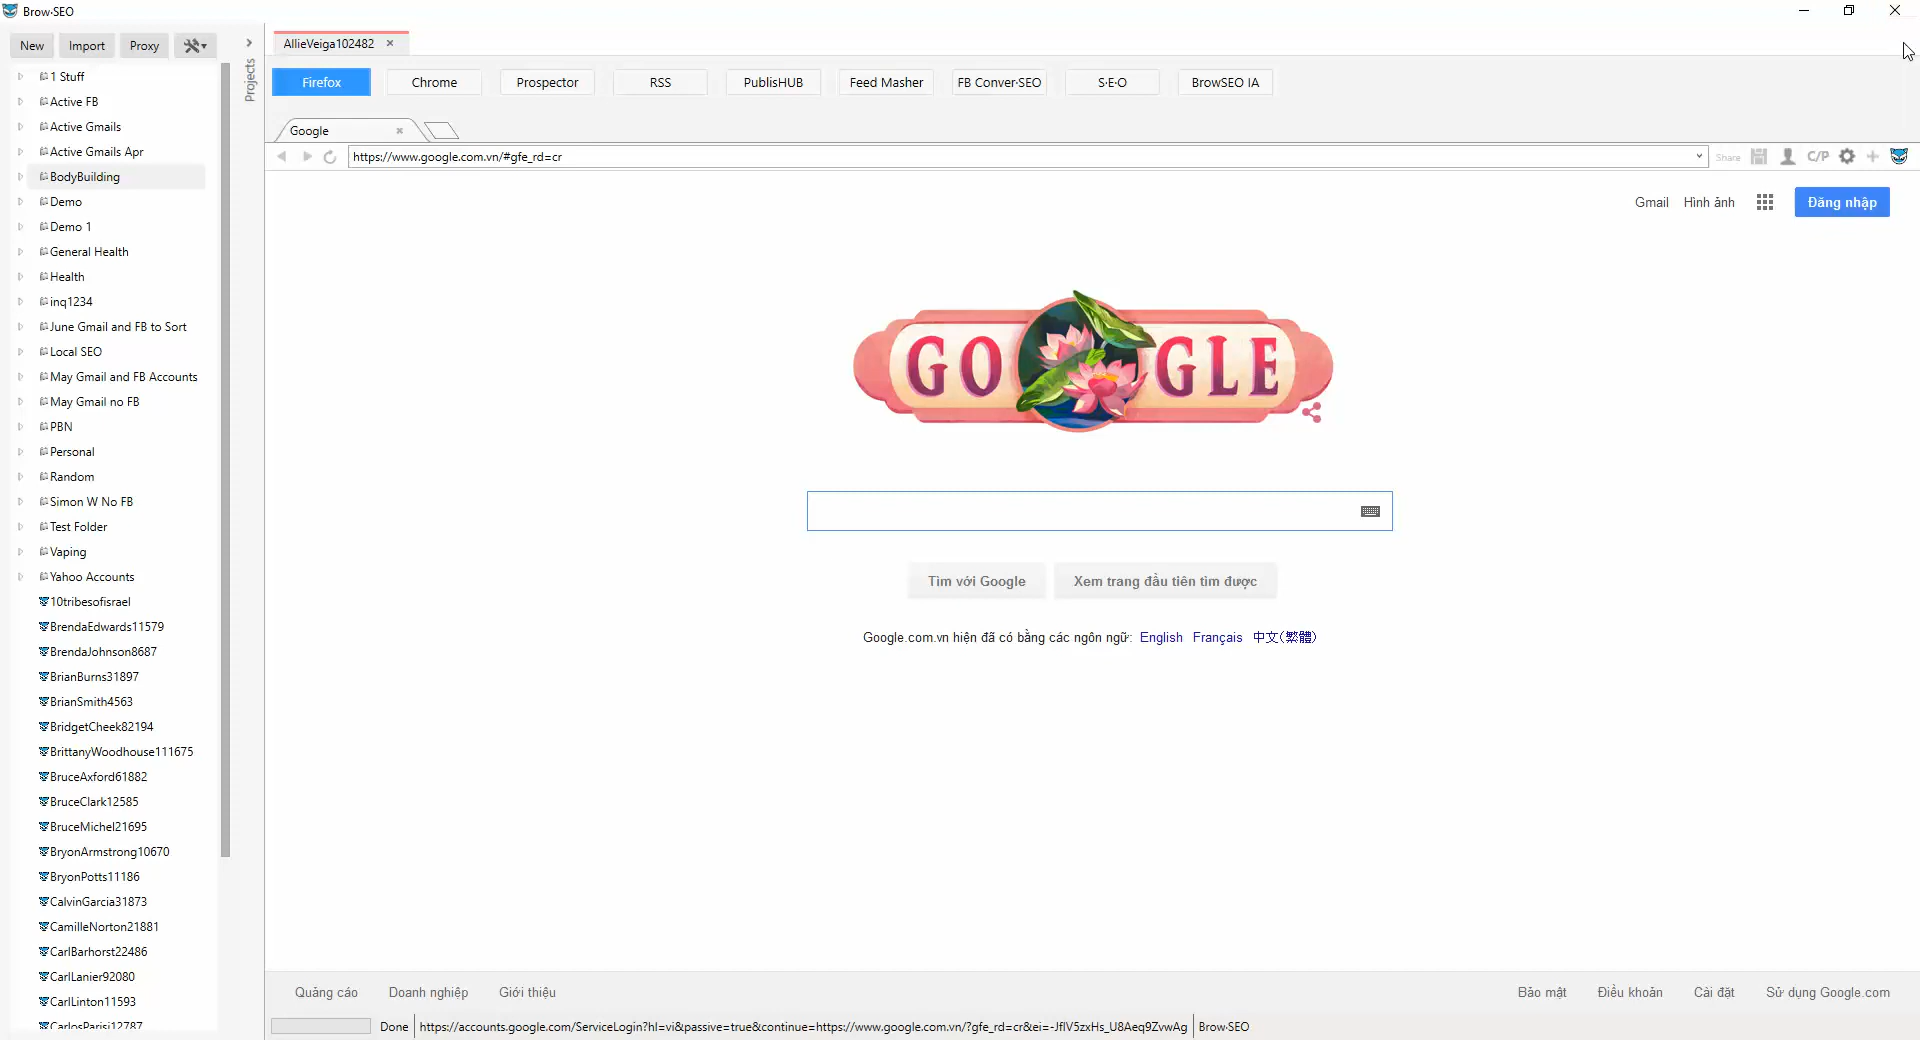 Brow·SEO
New Import Proxy
Projects
1 Stuff
Active FB
Active Gmails
Active Gmails Apr
BodyBuilding
Demo
Demo 1
General Health
Health
inq1234
June Gmail and FB to Sort
Local SEO
May Gmail and FB Accounts
May Gmail no FB
PBN
Personal
Random
Simon W No FB
Test Folder
Vaping
Yahoo Accounts
10tribesofisrael
BrendaEdwards11579
BrendaJohnson8687
BrianBurns31897
BrianSmith4563
BridgetCheek82194
BrittanyWoodhouse111675
BruceAxford61882
BruceClark12585
BruceMichel21695
BryonArmstrong10670
BryonPotts11186
CalvinGarcia31873
CamilleNorton21881
CarlBarhorst22486
CarlLanier92080
CarlLinton11593
CarlosParisi12787
AllieVeiga102482
Firefox Chrome Prospector RSS PublisHUB Feed Masher FB Conver·SEO S·E·O BrowSEO IA
Google
https://www.google.com.vn/#gfe_rd=cr
Share C/P
Gmail Hình ảnh Đăng nhập
GO GLE
Tìm với Google Xem trang đầu tiên tìm được
Google.com.vn hiện đã có bằng các ngôn ngữ: English Français 中文(繁體)
Quảng cáo Doanh nghiệp Giới thiệu Bảo mật Điều khoản Cài đặt Sử dụng Google.com
Done https://accounts.google.com/ServiceLogin?hl=vi&passive=true&continue=https://www.google.com.vn/?gfe_rd=cr&ei=-JfIV5zxHs_U8Aeq9ZvwAg Brow·SEO